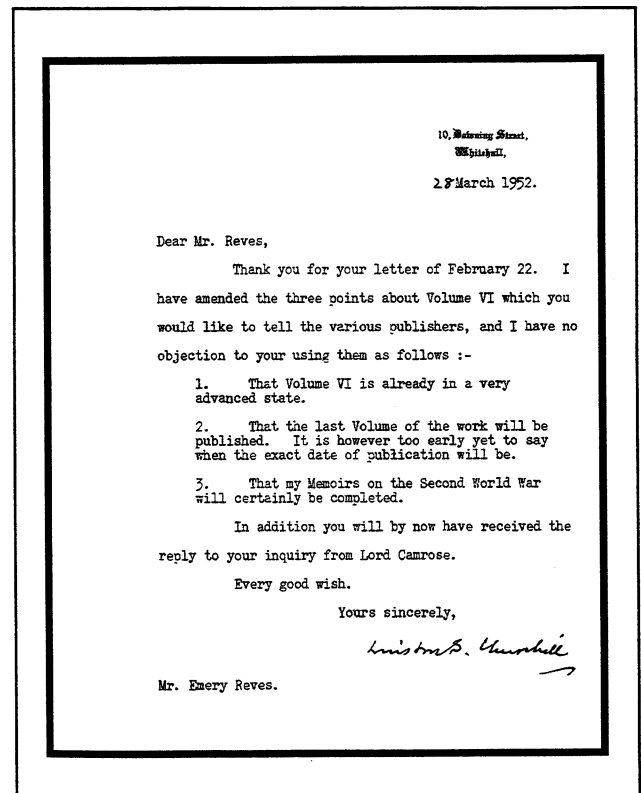 10, Downing Street,
Whitehall,
28 March 1952.
Dear Mr. Reves,
Thank you for your letter of February 22. I
have amended the three points about Volume VI which you
would like to tell the various publishers, and I have no
objection to your using them as follows :-
1. That Volume VI is already in a very
advanced state.
2. That the last Volume of the work will be
published. It is however too early yet to say
when the exact date of publication will be.
3. That my Memoirs on the Second World War
will certainly be completed.
In addition you will by now have received the
reply to your inquiry from Lord Camrose.
Every good wish.
Yours sincerely,
Winston S. Churchill
Mr. Emery Reves.